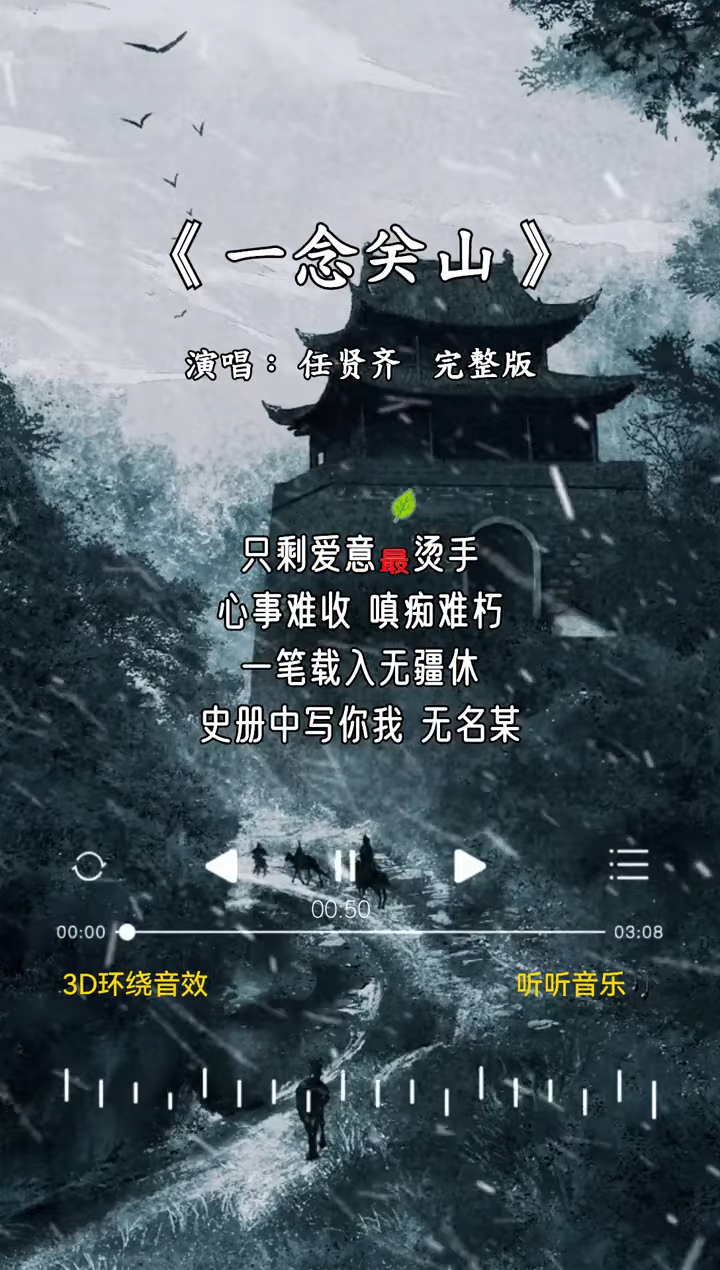 《一念关山》
演唱：任贤齐 完整版
只剩爱意最烫手
心事难收 嗔痴难朽
一笔载入无疆休
史册中写你我 无名某
00:50
00:00 03:08
3D环绕音效 听听音乐